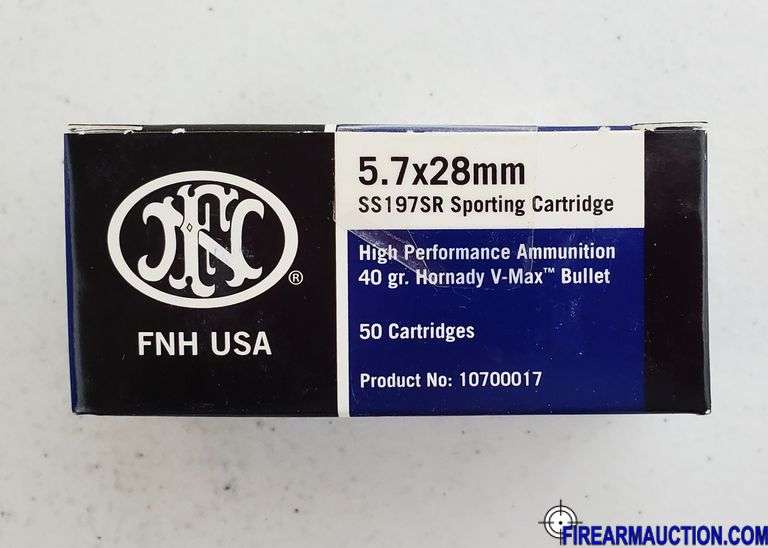 5.7x28mm
SS197SR Sporting Cartridge
High Performance Ammunition
40 gr. Hornady V-Max™ Bullet
50 Cartridges
Product No: 10700017
FN
®
FNH USA
FIREARMAUCTION.COM